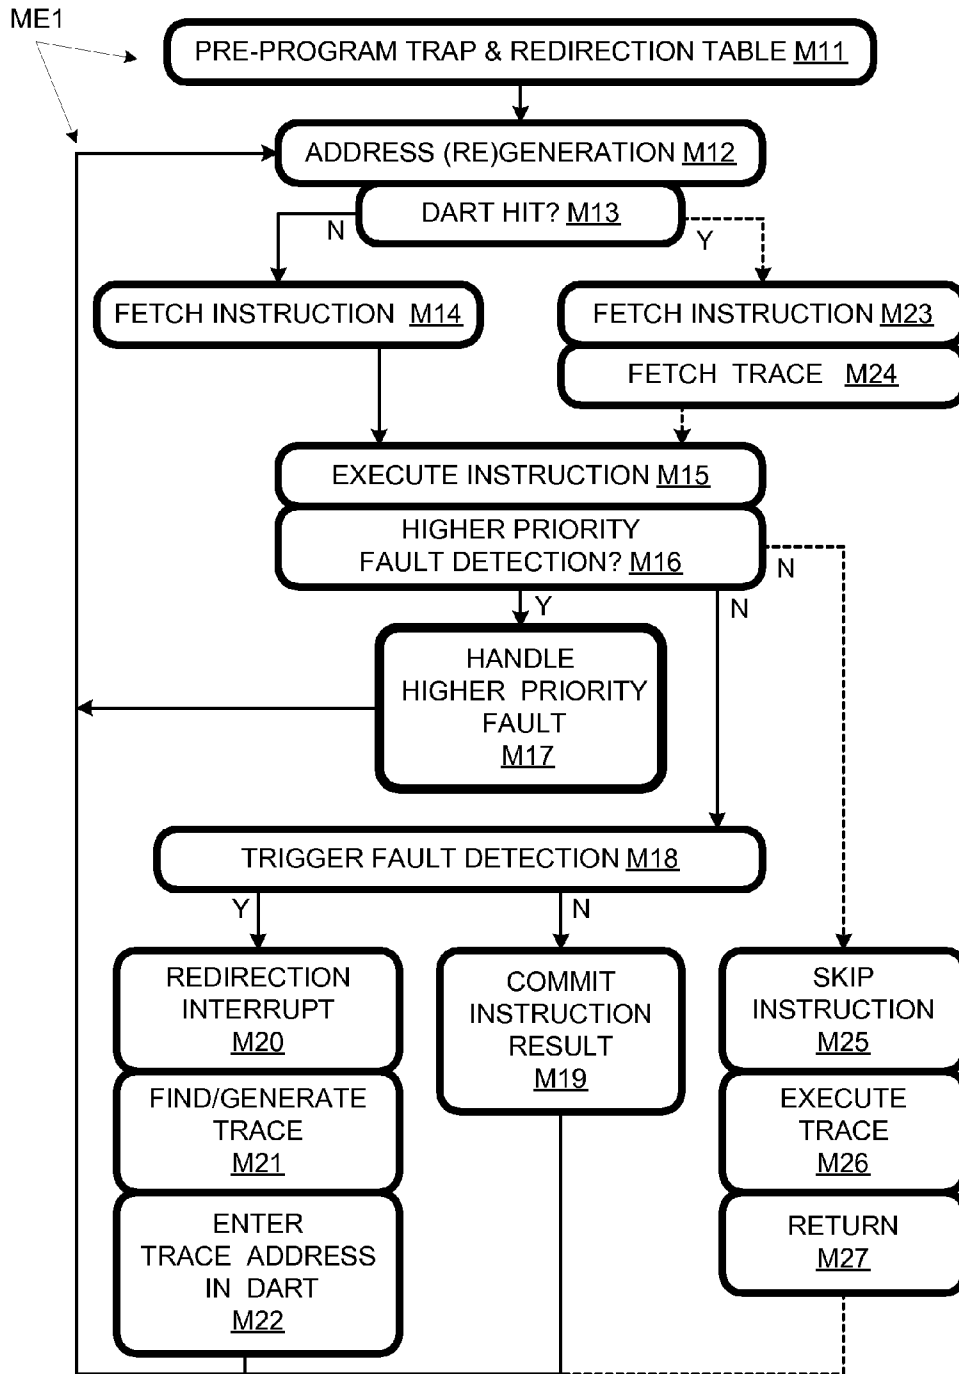 ME1
PRE-PROGRAM TRAP & REDIRECTION TABLE M11
ADDRESS (RE)GENERATION M12
DART HIT? M13
N
Y
FETCH INSTRUCTION M14
FETCH INSTRUCTION M23
FETCH TRACE M24
EXECUTE INSTRUCTION M15
HIGHER PRIORITY
FAULT DETECTION? M16
N
Y
N
HANDLE
HIGHER PRIORITY
FAULT
M17
TRIGGER FAULT DETECTION M18
Y
N
REDIRECTION
INTERRUPT
M20
FIND/GENERATE
TRACE
M21
ENTER
TRACE ADDRESS
IN DART
M22
COMMIT
INSTRUCTION
RESULT
M19
SKIP
INSTRUCTION
M25
EXECUTE
TRACE
M26
RETURN
M27